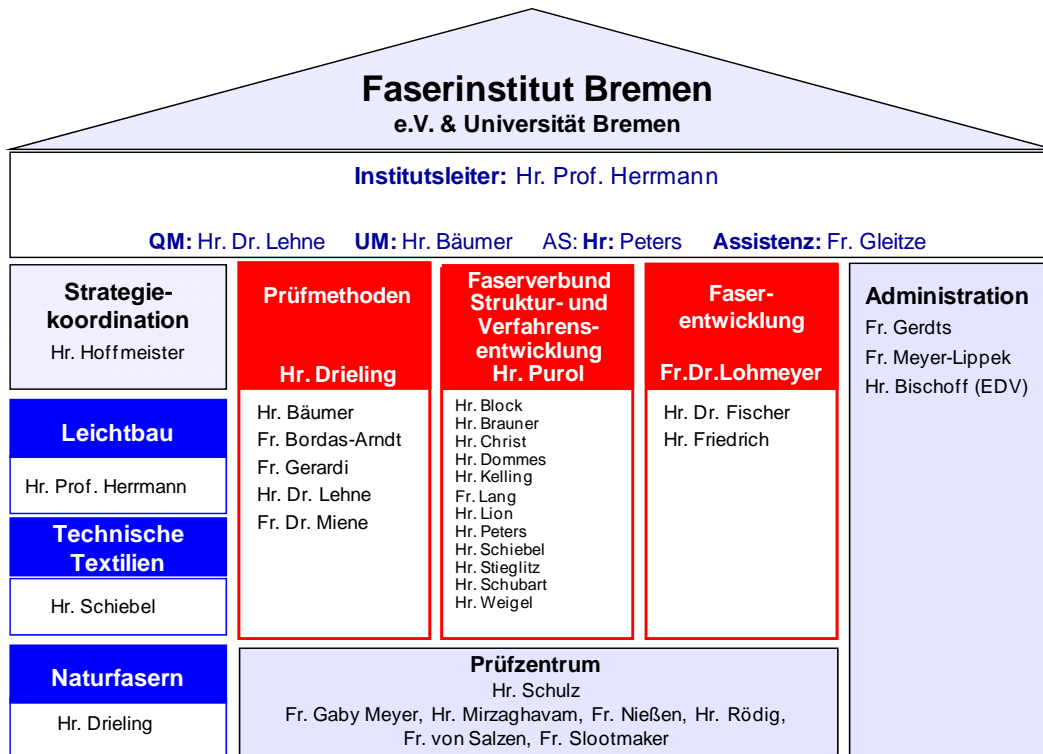 Faserinstitut Bremen
e.V. & Universität Bremen
Institutsleiter: Hr. Prof. Herrmann
QM: Hr. Dr. Lehne UM: Hr. Bäumer AS: Hr: Peters Assistenz: Fr. Gleitze
Strategie-
koordination
Hr. Hoffmeister
Leichtbau
Hr. Prof. Herrmann
Technische
Textilien
Hr. Schiebel
Naturfasern
Hr. Drieling
Prüfmethoden
Hr. Drieling
Hr. Bäumer
Fr. Bordas-Arndt
Fr. Gerardi
Hr. Dr. Lehne
Fr. Dr. Miene
Faserverbund
Struktur- und
Verfahrens-
entwicklung
Hr. Purol
Hr. Block
Hr. Brauner
Hr. Christ
Hr. Dommes
Hr. Kelling
Fr. Lang
Hr. Lion
Hr. Peters
Hr. Schiebel
Hr. Stieglitz
Hr. Schubart
Hr. Weigel
Faser-
entwicklung
Fr.Dr.Lohmeyer
Hr. Dr. Fischer
Hr. Friedrich
Administration
Fr. Gerdts
Fr. Meyer-Lippek
Hr. Bischoff (EDV)
Prüfzentrum
Hr. Schulz
Fr. Gaby Meyer, Hr. Mirzaghavam, Fr. Nießen, Hr. Rödig,
Fr. von Salzen, Fr. Slootmaker